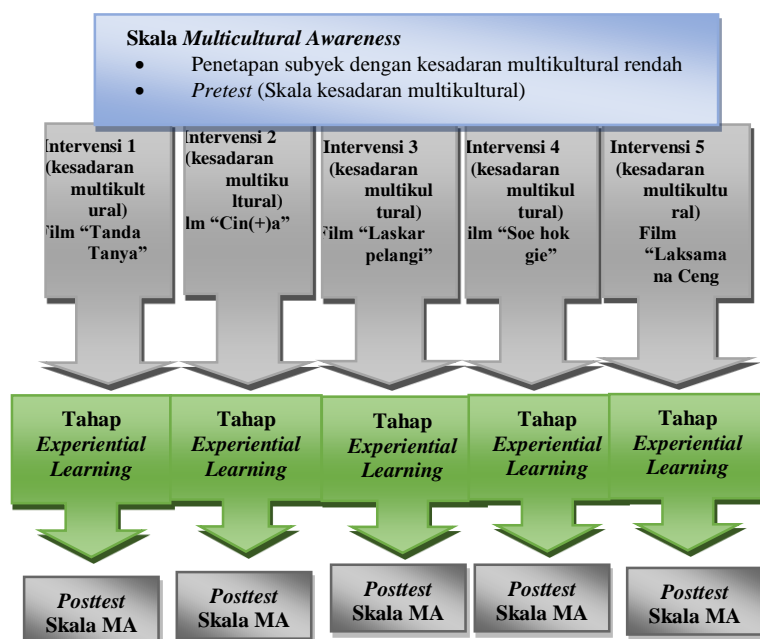 Skala Multicultural Awareness
• Penetapan subyek dengan kesadaran multikultural rendah
• Pretest (Skala kesadaran multikultural)
Intervensi 1
(kesadaran
multikult
ural)
Film “Tanda
Tanya”
Intervensi 2
(kesadaran
multiku
ltural)
lm “Cin(+)a”
Intervensi 3
(kesadaran
multikul
tural)
Film “Laskar
pelangi”
Intervensi 4
(kesadaran
multikul
tural)
ilm “Soe hok
gie”
Intervensi 5
(kesadaran
multikultu
ral)
Film
“Laksama
na Ceng
Tahap
Experiential
Learning
Tahap
Experiential
Learning
Tahap
Experiential
Learning
Tahap
Experiential
Learning
Tahap
Experiential
Learning
Posttest
Skala MA
Posttest
Skala MA
Posttest
Skala MA
Posttest
Skala MA
Posttest
Skala MA